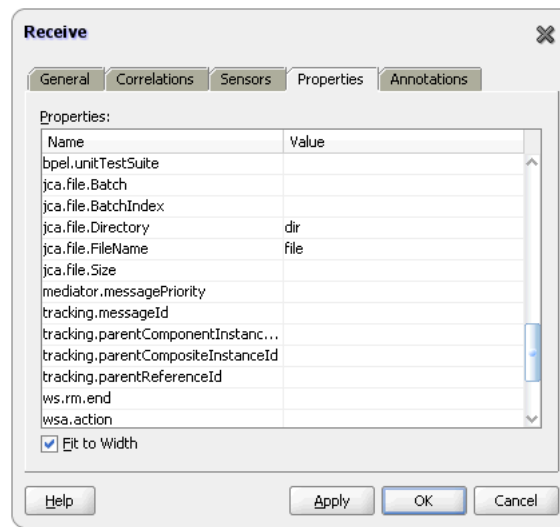 Receive
General Correlations Sensors Properties Annotations
Properties:
Name Value
bpel.unitTestSuite
jca.file.Batch
jca.file.BatchIndex
jca.file.Directory dir
jca.file.FileName file
jca.file.Size
mediator.messagePriority
tracking.messageId
tracking.parentComponentInstanc...
tracking.parentCompositeInstanceId
tracking.parentReferenceId
ws.rm.end
wsa.action
Fit to Width
Help Apply OK Cancel